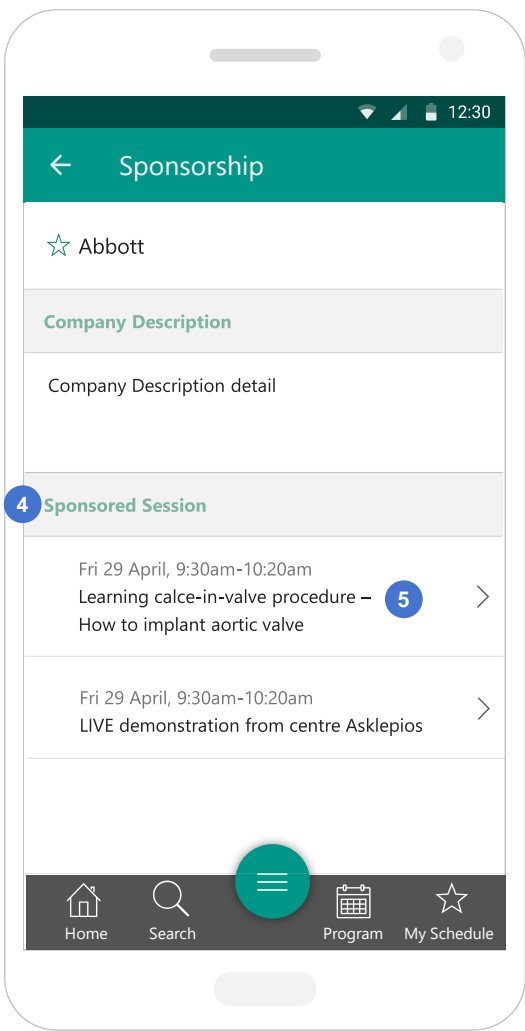 12:30
Sponsorship
Abbott
Company Description
Company Description detail
4
Sponsored Session
Fri 29 April, 9:30am-10:20am
Learning calce-in-valve procedure –
5
How to implant aortic valve
Fri 29 April, 9:30am-10:20am
LIVE demonstration from centre Asklepios
Home Search Program My Schedule